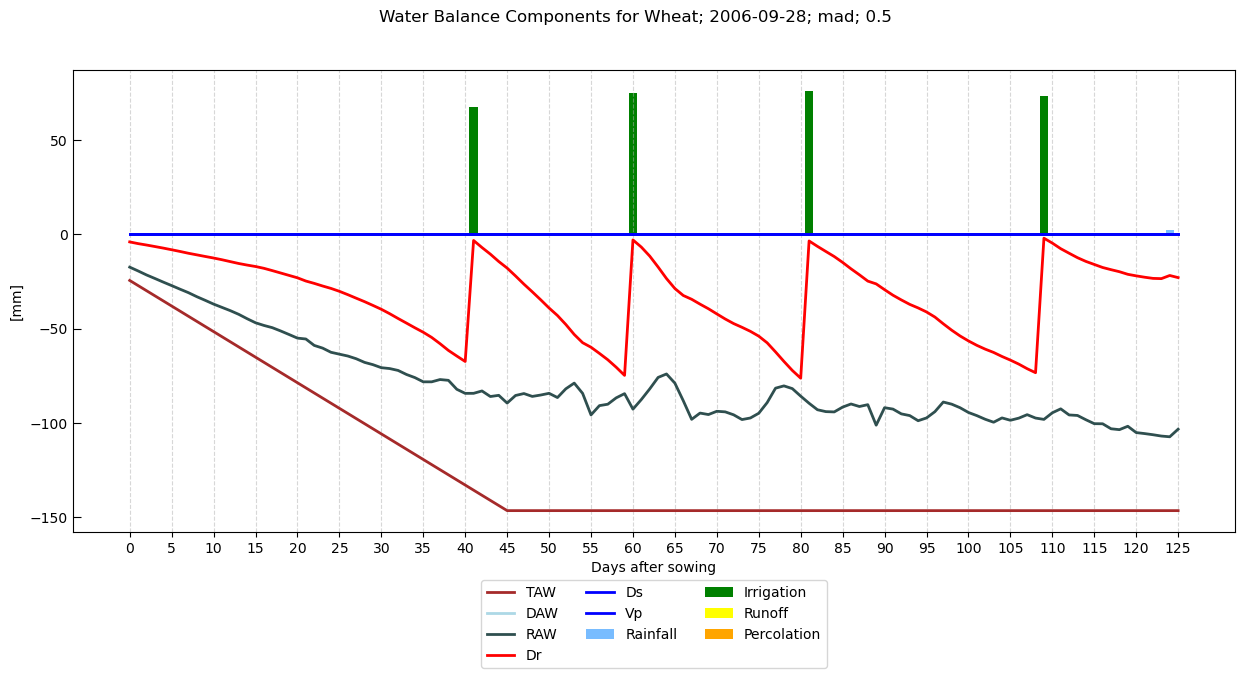 Water Balance Components for Wheat; 2006-09-28; mad; 0.5
[mm]
50
0
−50
−100
−150
0 5 10 15 20 25 30 35 40 45 50 55 60 65 70 75 80 85 90 95 100 105 110 115 120 125
Days after sowing
TAW Ds Irrigation
DAW Vp Runoff
RAW Rainfall Percolation
Dr